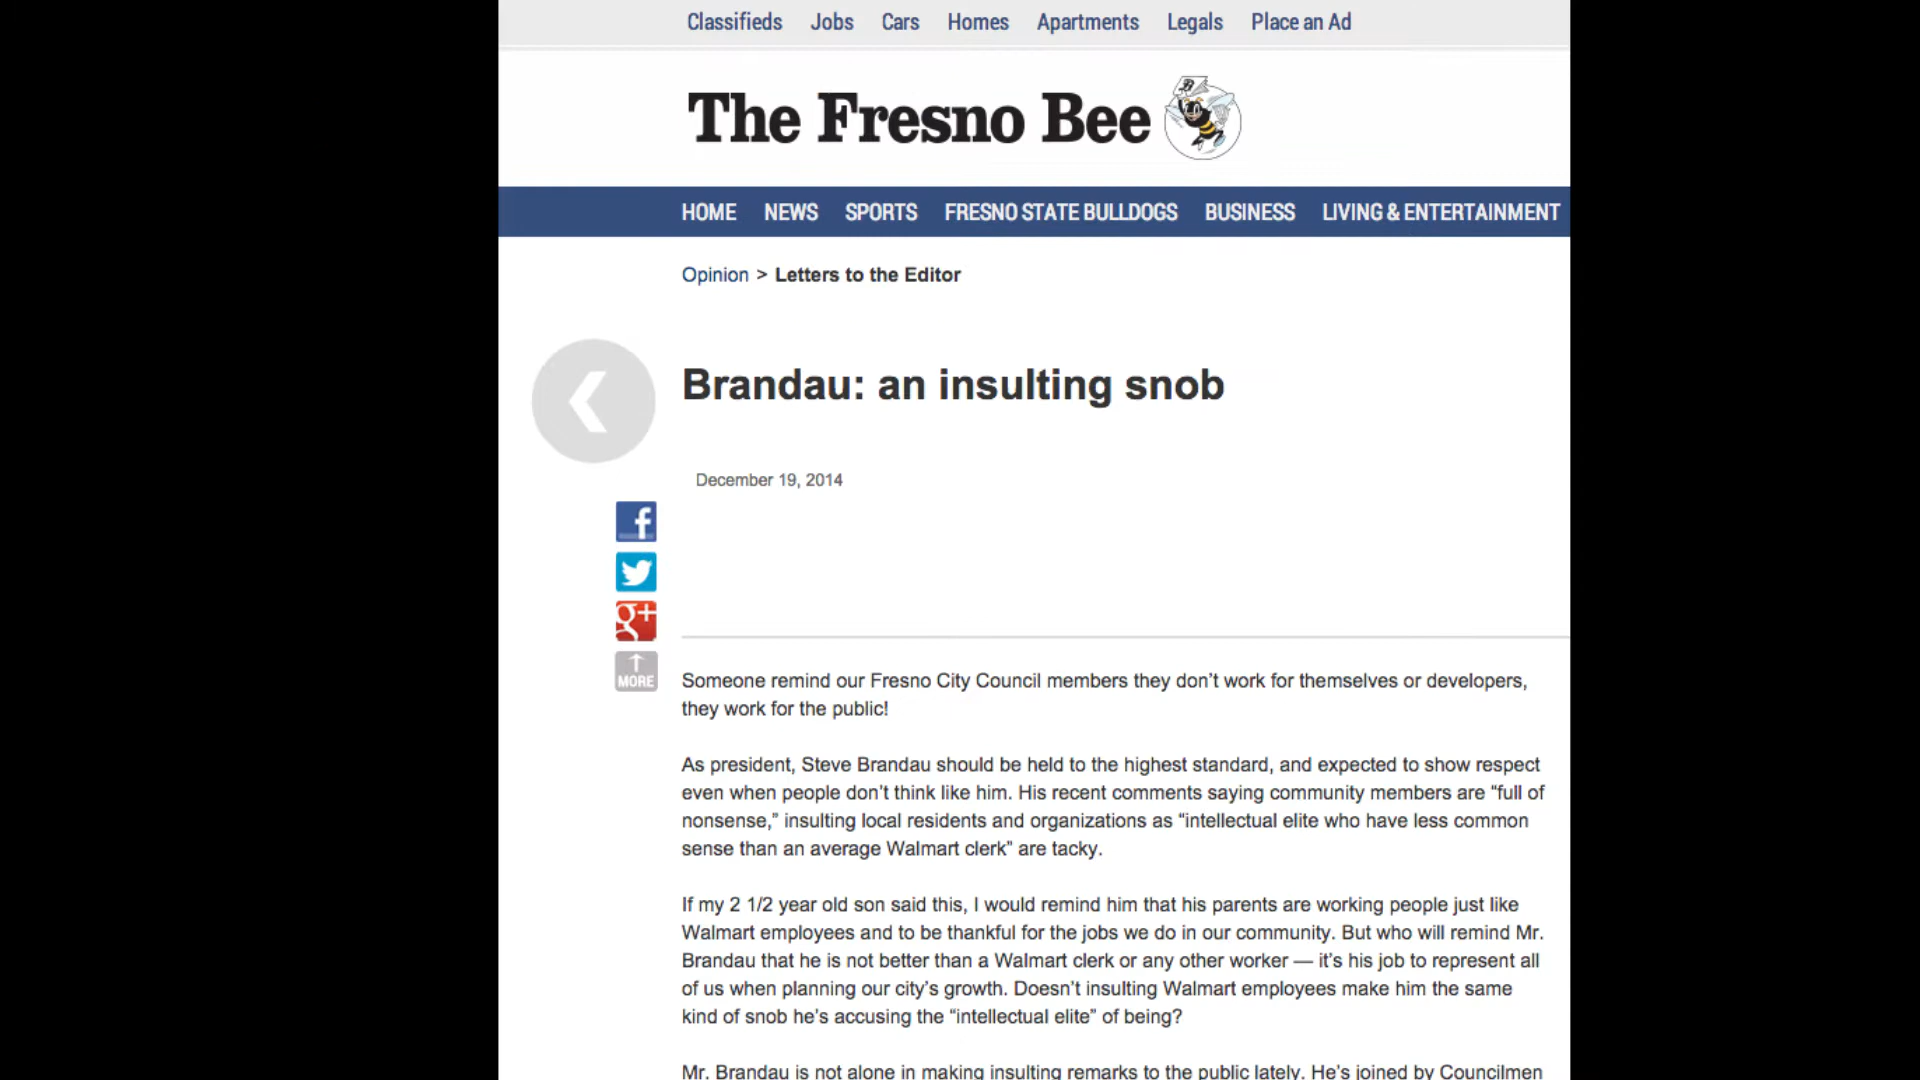 Classifieds Jobs Cars Homes Apartments Legals Place an Ad
The Fresno Bee
HOME NEWS SPORTS FRESNO STATE BULLDOGS BUSINESS LIVING & ENTERTAINMENT
Opinion > Letters to the Editor
Brandau: an insulting snob
December 19, 2014
f
g+
MORE
Someone remind our Fresno City Council members they don’t work for themselves or developers,
they work for the public!
As president, Steve Brandau should be held to the highest standard, and expected to show respect
even when people don’t think like him. His recent comments saying community members are “full of
nonsense,” insulting local residents and organizations as “intellectual elite who have less common
sense than an average Walmart clerk” are tacky.
If my 2 1/2 year old son said this, I would remind him that his parents are working people just like
Walmart employees and to be thankful for the jobs we do in our community. But who will remind Mr.
Brandau that he is not better than a Walmart clerk or any other worker — it’s his job to represent all
of us when planning our city’s growth. Doesn’t insulting Walmart employees make him the same
kind of snob he’s accusing the “intellectual elite” of being?
Mr. Brandau is not alone in making insulting remarks to the public lately. He’s joined by Councilmen